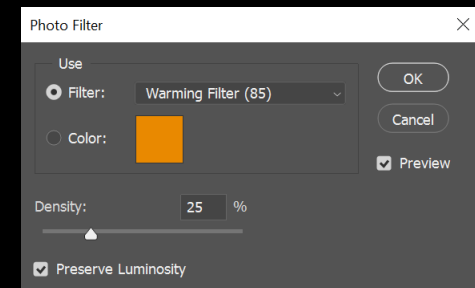 Photo Filter
Use
Filter: Warming Filter (85)
Color:
OK
Cancel
Preview
Density: 25 %
Preserve Luminosity